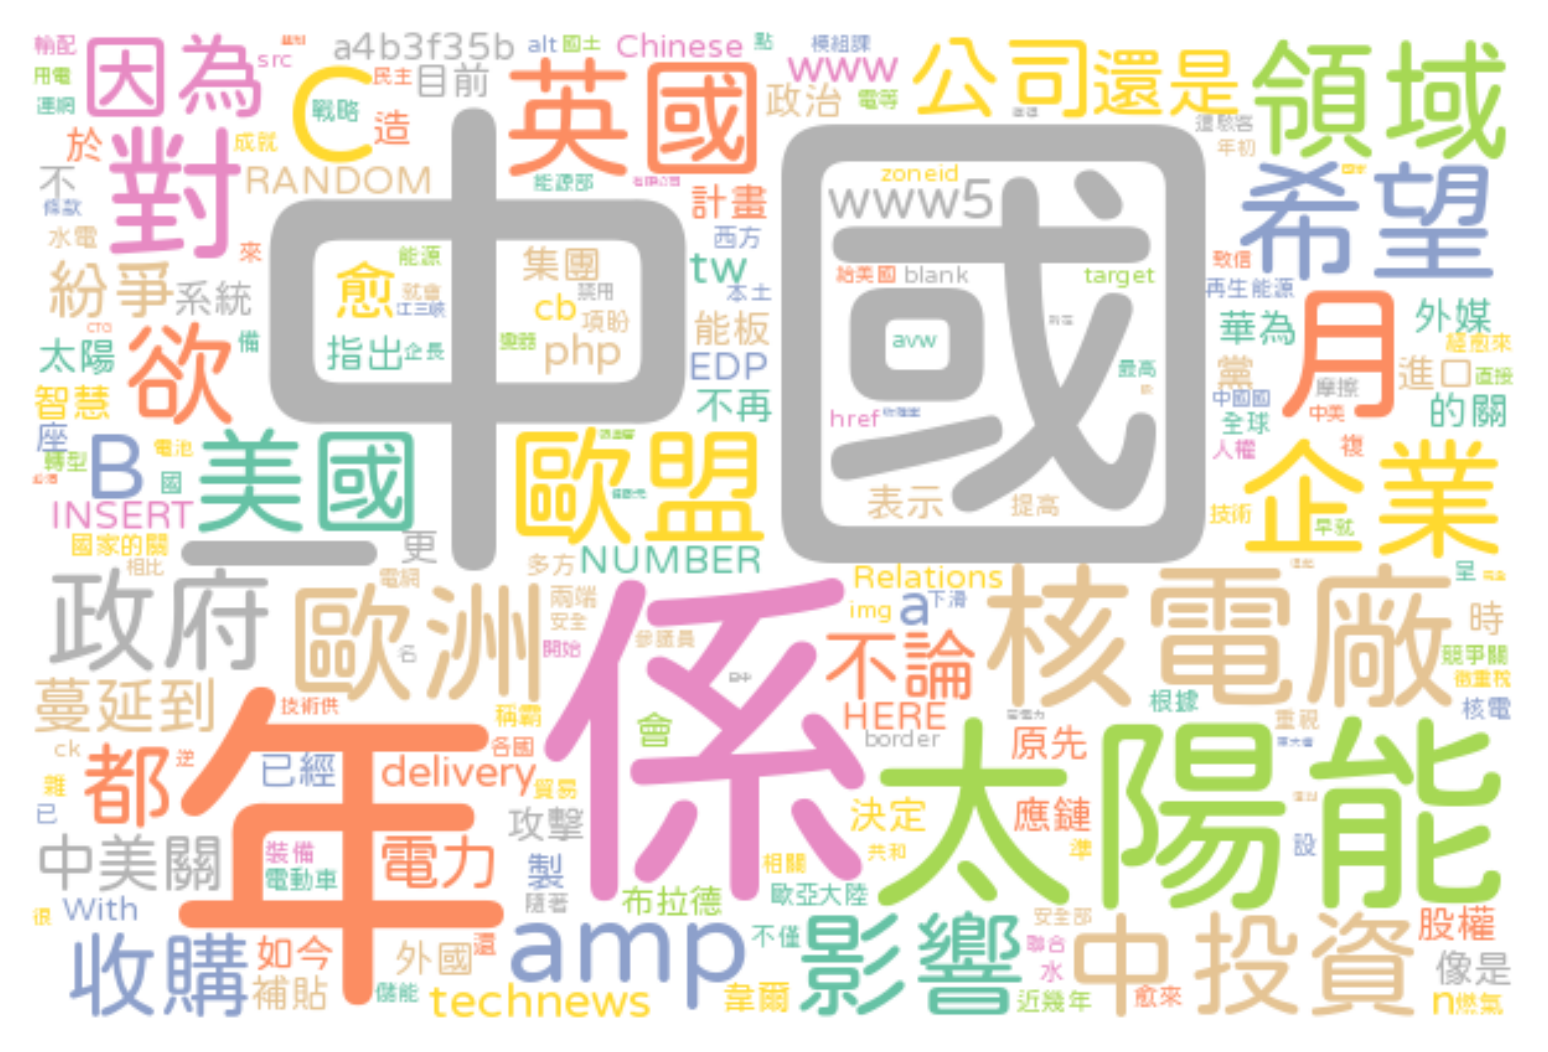 輸配
因為
src
a4b3f35b
alt
國土
Chinese
點
模組課
用電
連網
C
民主
目前
戰略
造
英國
www
政治
電等
公司
還是
領域
於
對
成就
RANDOM
不
條款
水電
來
能源部
計畫
西方
zoneid
www5
年初
希望
中國
紛爭
系統
愈
能源
就會
江三峽
集團
禁用
cb
項盼
指出
企長
php
tw
本土
能板
EDP
不再
給美國
blank
target
avw
最高
href
表示
提高
再生能源
華為
月
外媒
太陽
CTG
欲
備
智慧
座
黨
摩擦
中美
進口
直接
的關
中國國
全球
人權
複
轉型
B
電池
國
美國
歐盟
企業
技術
早就
INSERT
一
更
國家的關
相比
電網
多方
NUMBER
政府
歐洲
名
兩端
安全
開始
係
Relations
img
a
下滑
核電廠
呈
時
競爭關
蔓延到
技術供
稱霸
會
不論
HERE
border
根據
重視
核電
原先
ck
都
逆
雜
已
年
已經
delivery
各國
貿易
攻擊
太陽能
決定
共和
應鏈
準
設
中美關
裝備
電動車
電力
製
隨著
相關
歐亞大陸
布拉德
很
With
收購
如今
補貼
外國
還
儲能
amp
technews
不僅
韋爾
影響
安全部
聯合
水
近幾年
中
愈來
投資
股權
像是
n
燃氣